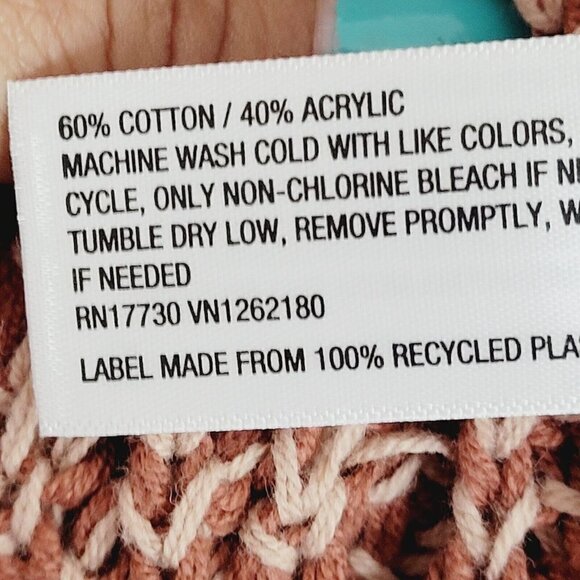 60% COTTON / 40% ACRYLIC
MACHINE WASH COLD WITH LIKE COLORS,
CYCLE, ONLY NON-CHLORINE BLEACH IF
TUMBLE DRY LOW, REMOVE PROMPTLY,
IF NEEDED
RN17730 VN1262180
LABEL MADE FROM 100% RECYCLED